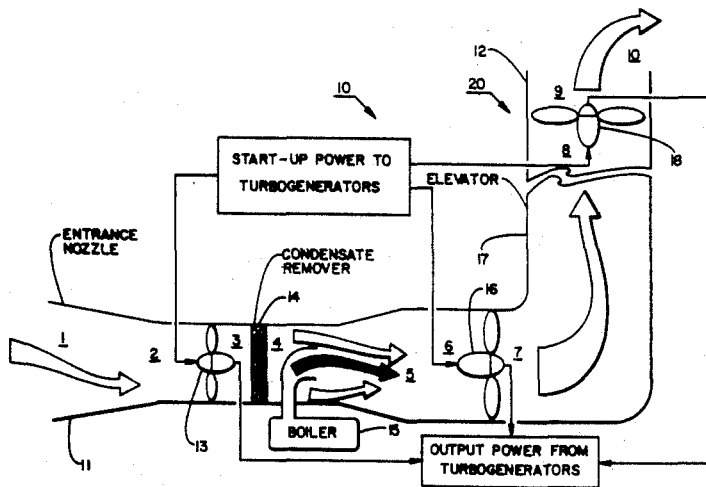 12
10
10
20
9
18
8
START-UP POWER TO
TURBOGENERATORS
ELEVATOR
ENTRANCE
NOZZLE
CONDENSATE
REMOVER
17
14
16
1
2
3
4
5
6
7
13
BOILER
15
11
OUTPUT POWER FROM
TURBOGENERATORS